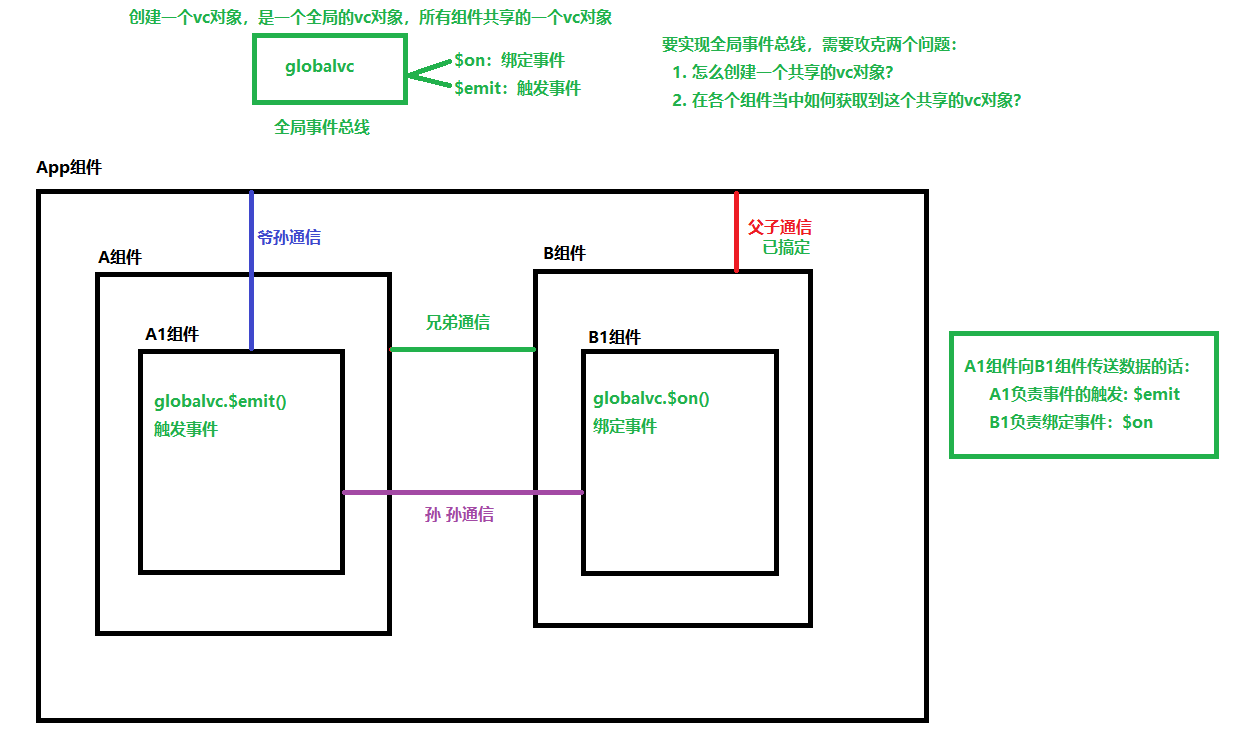 创建一个vc对象，是一个全局的vc对象，所有组件共享的一个vc对象
globalvc
$on：绑定事件
$emit：触发事件
全局事件总线
要实现全局事件总线，需要攻克两个问题：
1. 怎么创建一个共享的vc对象？
2. 在各个组件当中如何获取到这个共享的vc对象？
App组件
爷孙通信
父子通信
已搞定
A组件
B组件
兄弟通信
A1组件
B1组件
globalvc.$emit()
触发事件
globalvc.$on()
绑定事件
孙 孙通信
A1组件向B1组件传送数据的话：
A1负责事件的触发: $emit
B1负责绑定事件：$on